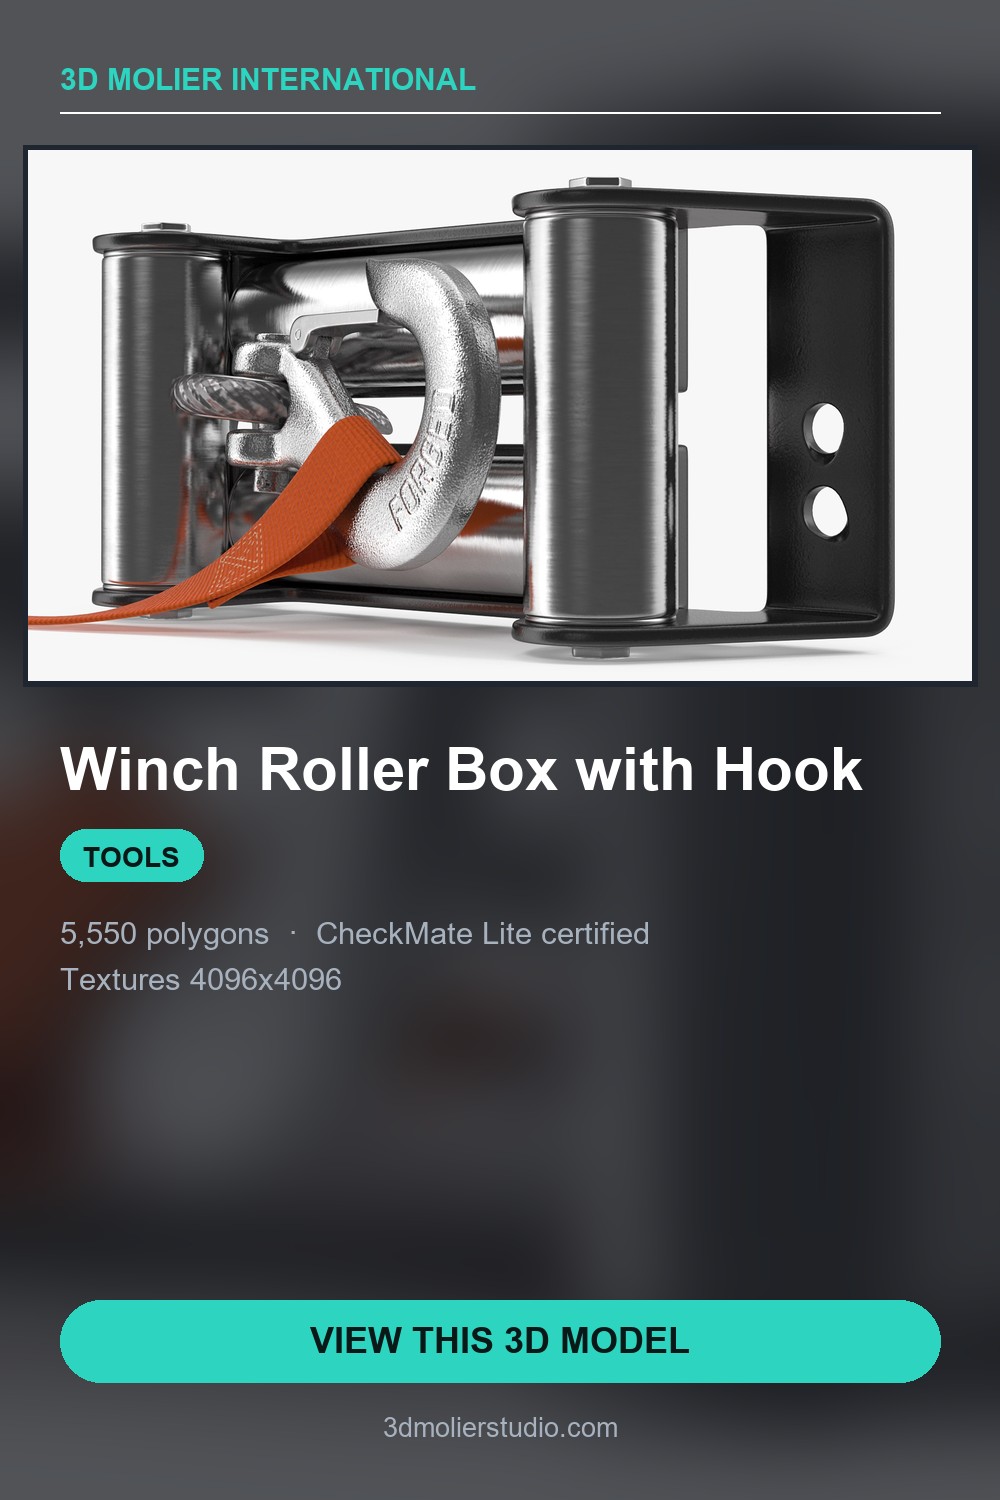 3D MOLIER INTERNATIONAL
FORGED
Winch Roller Box with Hook
TOOLS
5,550 polygons · CheckMate Lite certified
Textures 4096x4096
VIEW THIS 3D MODEL
3dmolierstudio.com